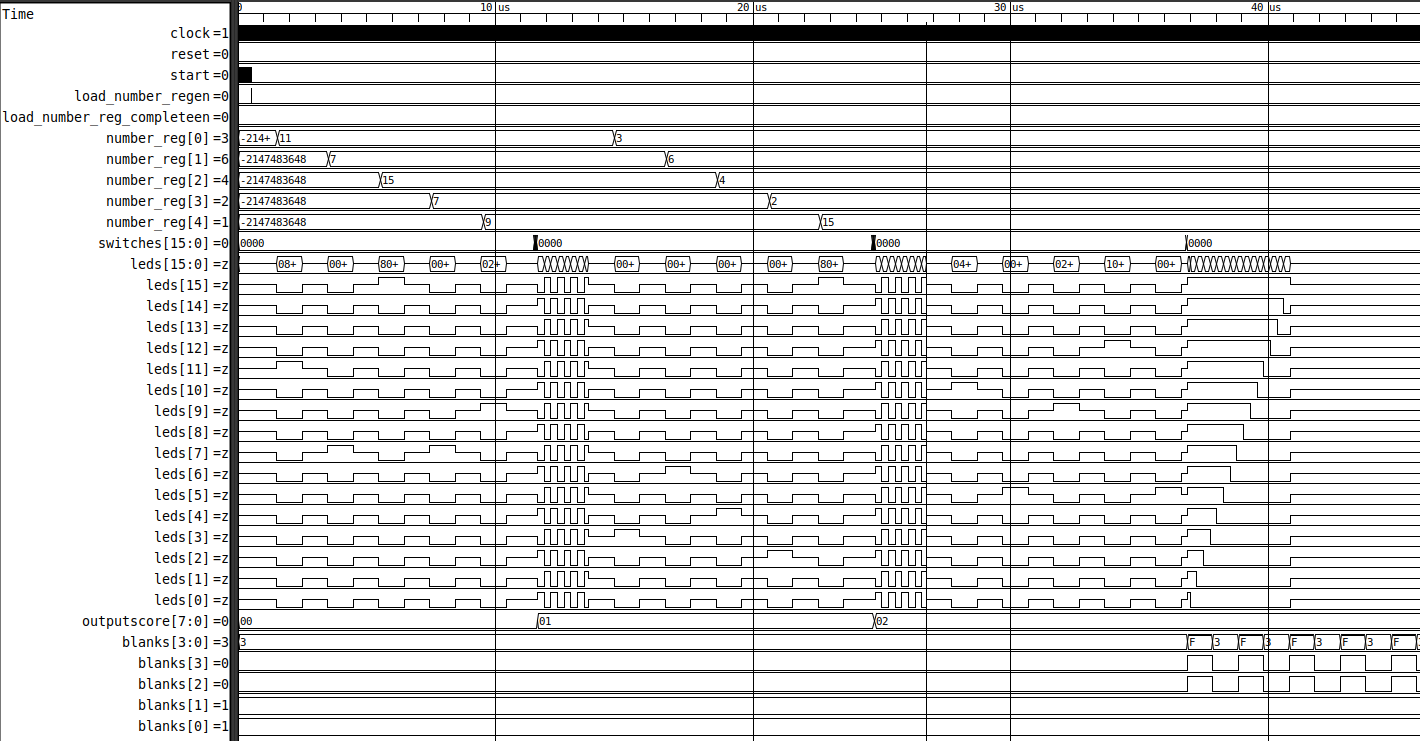 Time
0 10 us 20 us 30 us 40 us
clock =1
reset =0
start =0
load_number_regen =0
load_number_reg_completeen =0
number_reg[0] =3 -214+ 11 3
number_reg[1] =6 -2147483648 7 6
number_reg[2] =4 -2147483648 15 4
number_reg[3] =2 -2147483648 7 2
number_reg[4] =1 -2147483648 9 15
switches[15:0] =0 0000 0000 0000 0000
leds[15:0] =z 08+ 00+ 80+ 00+ 02+ 00+ 00+ 00+ 00+ 80+ 04+ 00+ 02+ 10+ 00+
leds[15] =z
leds[14] =z
leds[13] =z
leds[12] =z
leds[11] =z
leds[10] =z
leds[9] =z
leds[8] =z
leds[7] =z
leds[6] =z
leds[5] =z
leds[4] =z
leds[3] =z
leds[2] =z
leds[1] =z
leds[0] =z
outputscore[7:0] =0 00 01 02
blanks[3:0] =3 3 F 3 F 3 F 3 F 3 F
blanks[3] =0
blanks[2] =0
blanks[1] =1
blanks[0] =1